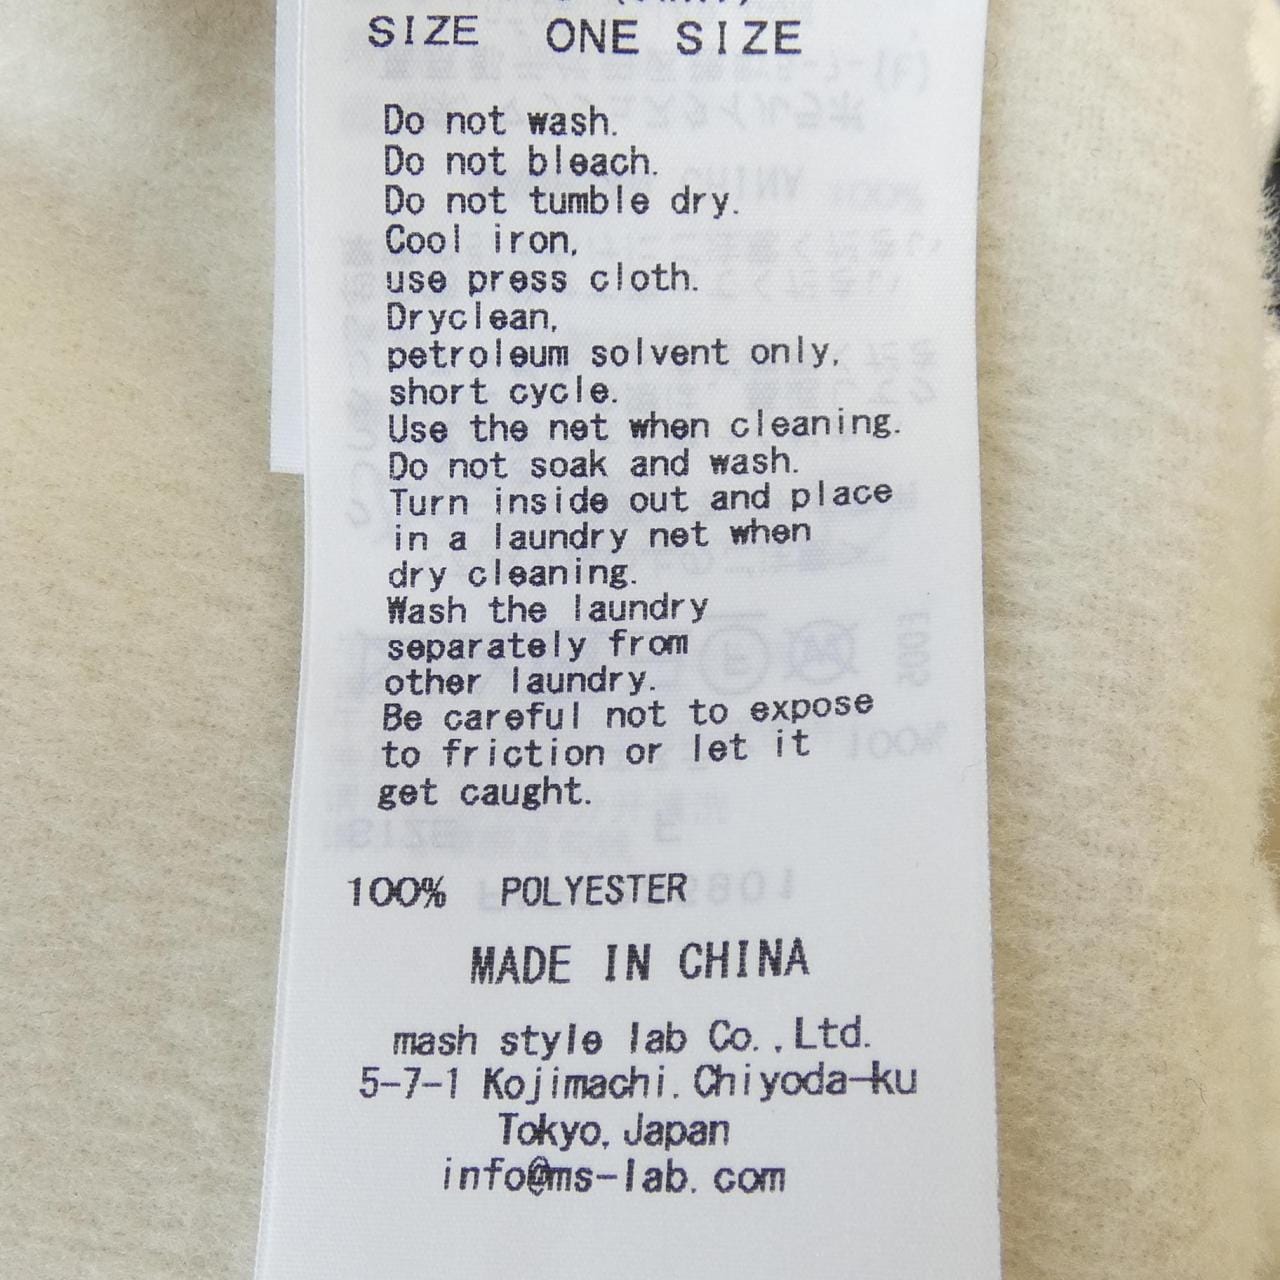 SIZE ONE SIZE
Do not wash.
Do not bleach.
Do not tumble dry.
Cool iron,
use press cloth.
Dryclean,
petroleum solvent only,
short cycle.
Use the net when cleaning.
Do not soak and wash.
Turn inside out and place
in a laundry net when
dry cleaning.
Wash the laundry
separately from
other laundry.
Be careful not to expose
to friction or let it
get caught.
100% POLYESTER
MADE IN CHINA
mash style lab Co.,Ltd.
5-7-1 Kojimachi.Chiyoda-ku
Tokyo,Japan
info@ms-lab.com